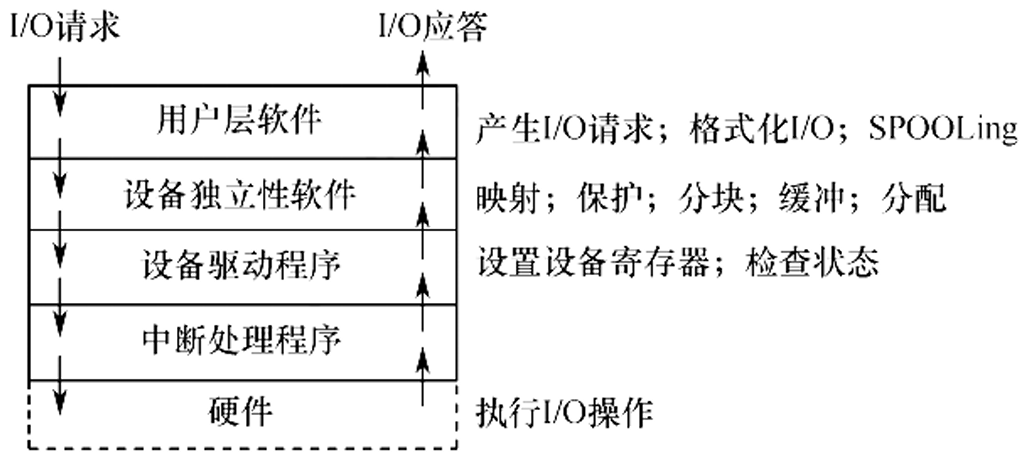 I/O请求 I/O应答
用户层软件 产生I/O请求；格式化I/O；SPOOLing
设备独立性软件 映射；保护；分块；缓冲；分配
设备驱动程序 设置设备寄存器；检查状态
中断处理程序
硬件 执行I/O操作